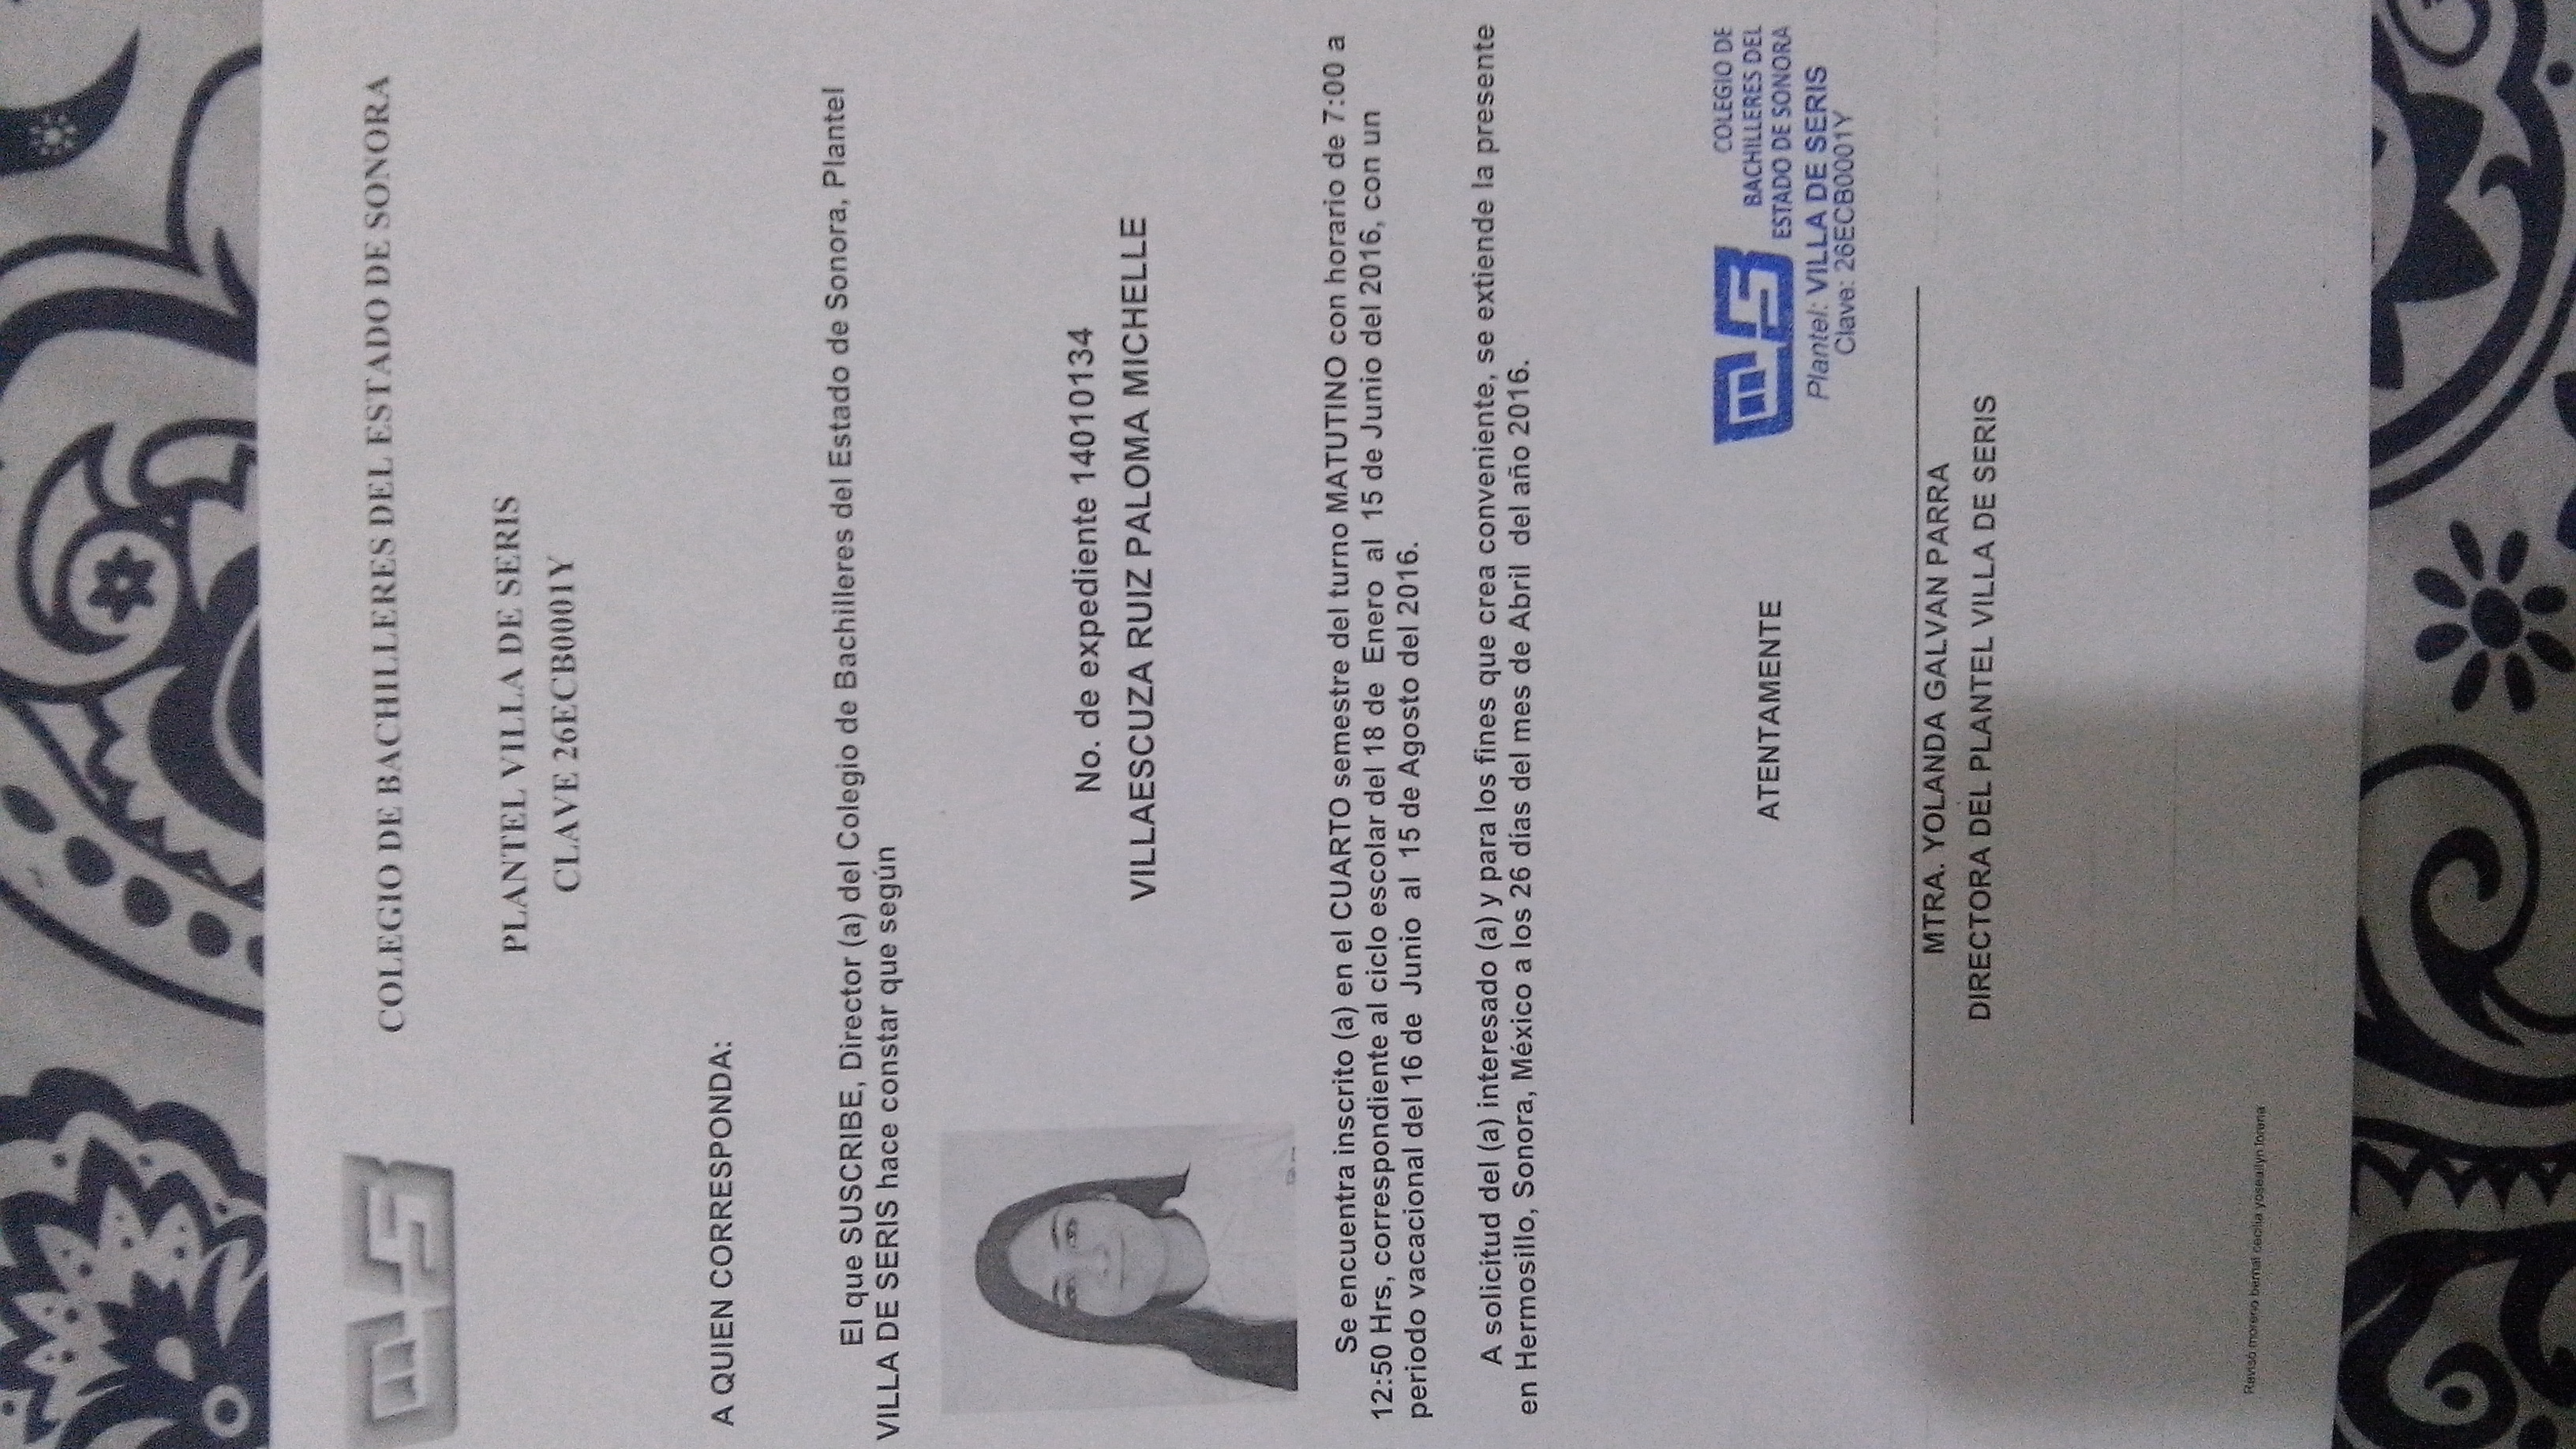 COLEGIO DE BACHILLERES DEL ESTADO DE SONORA
PLANTEL VILLA DE SERIS
CLAVE 26ECB0001Y
A QUIEN CORRESPONDA:
El que SUSCRIBE, Director (a) del Colegio de Bachilleres del Estado de Sonora, Plantel
VILLA DE SERIS hace constar que según
No. de expediente 14010134
VILLAESCUZA RUIZ PALOMA MICHELLE
Se encuentra inscrito (a) en el CUARTO semestre del turno MATUTINO con horario de 7:00 a
12:50 Hrs, correspondiente al ciclo escolar del 18 de Enero al 15 de Junio del 2016, con un
periodo vacacional del 16 de Junio al 15 de Agosto del 2016.
A solicitud del (a) interesado (a) y para los fines que crea conveniente, se extiende la presente
en Hermosillo, Sonora, México a los 26 días del mes de Abril del año 2016.
ATENTAMENTE
COLEGIO DE
BACHILLERES DEL
ESTADO DE SONORA
Plantel: VILLA DE SERIS
Clave: 26ECB0001Y
MTRA. YOLANDA GALVAN PARRA
DIRECTORA DEL PLANTEL VILLA DE SERIS
Revisó moreno bernal cecilia yoseallyn lorena